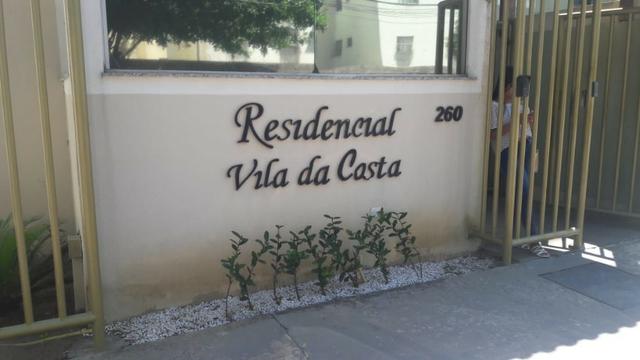 Residencial
Vila da Costa
260